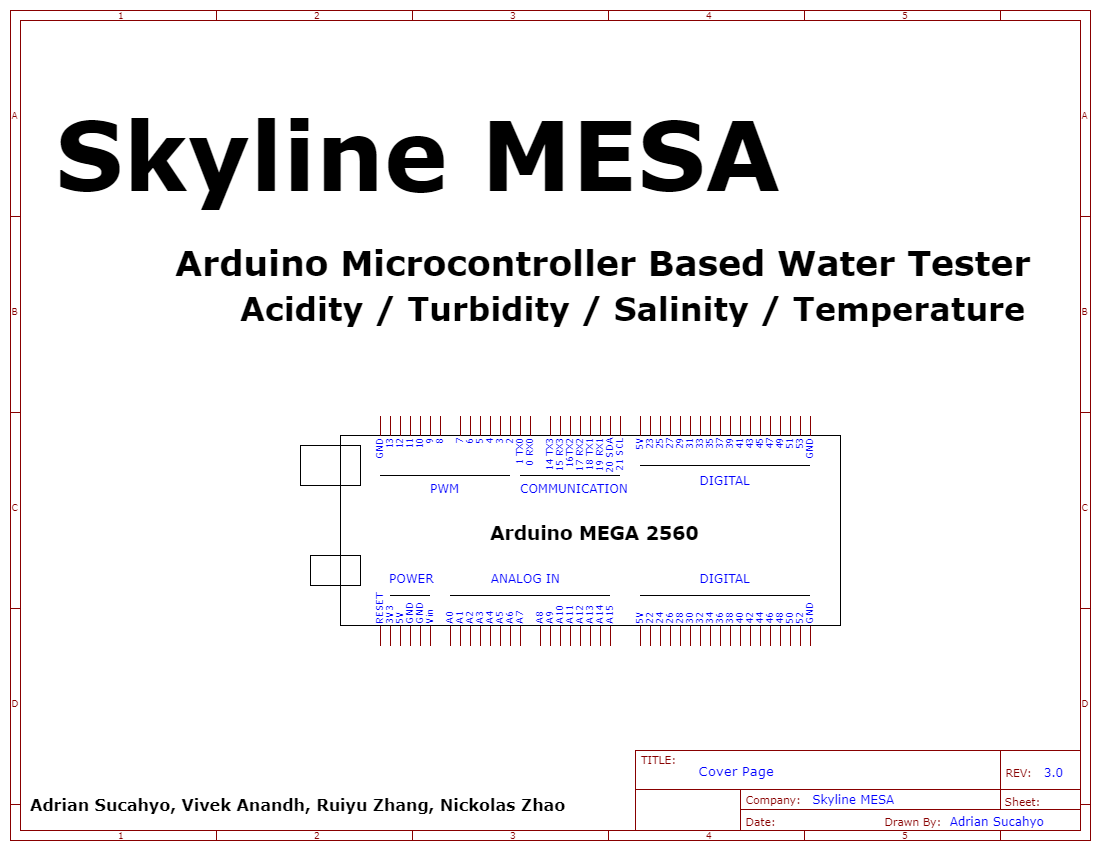 1 2 3 4 5
A A
Skyline MESA
Arduino Microcontroller Based Water Tester
B B
Acidity / Turbidity / Salinity / Temperature
GND 13 12 11 10 9 8 7 6 5 4 3 2 1 TX0 0 RX0 14 TX3 15 RX3 16TX2 17 RX2 18 TX1 19 RX1 20 SDA 21 SCL 5V 23 25 27 29 31 33 35 37 39 41 43 45 47 49 51 53 GND
PWM COMMUNICATION DIGITAL
C C
Arduino MEGA 2560
POWER ANALOG IN DIGITAL
RESET 3V3 5V GND GND Vin A0 A1 A2 A3 A4 A5 A6 A7 A8 A9 A10 A11 A12 A13 A14 A15 5V 22 24 26 28 30 32 34 36 38 40 42 44 46 48 50 52 GND
D D
TITLE:
Cover Page
REV: 3.0
Company: Skyline MESA
Sheet:
Date:
Drawn By: Adrian Sucahyo
Adrian Sucahyo, Vivek Anandh, Ruiyu Zhang, Nickolas Zhao
1 2 3 4 5